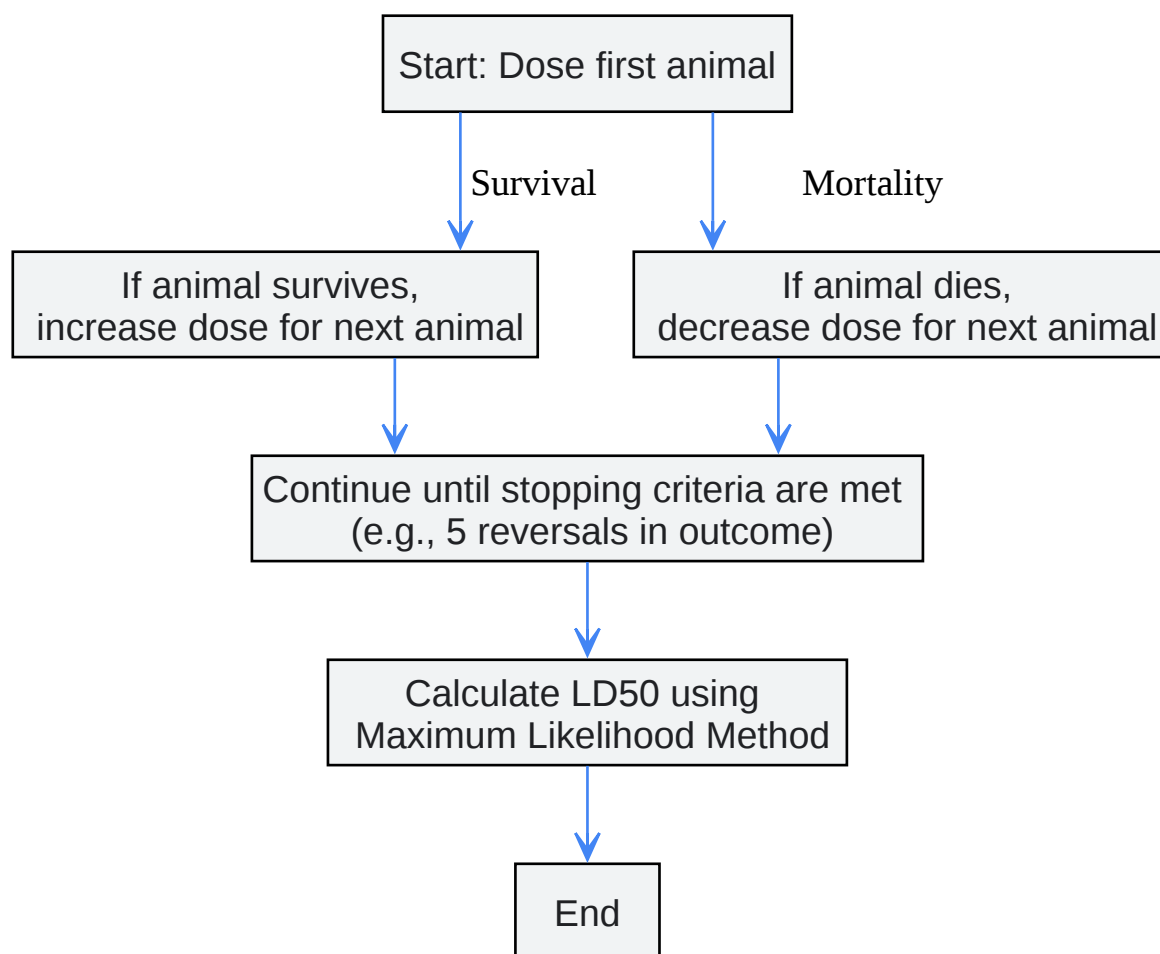 Start: Dose first animal
Survival
Mortality
If animal survives,
increase dose for next animal
If animal dies,
decrease dose for next animal
Continue until stopping criteria are met
(e.g., 5 reversals in outcome)
Calculate LD50 using
Maximum Likelihood Method
End